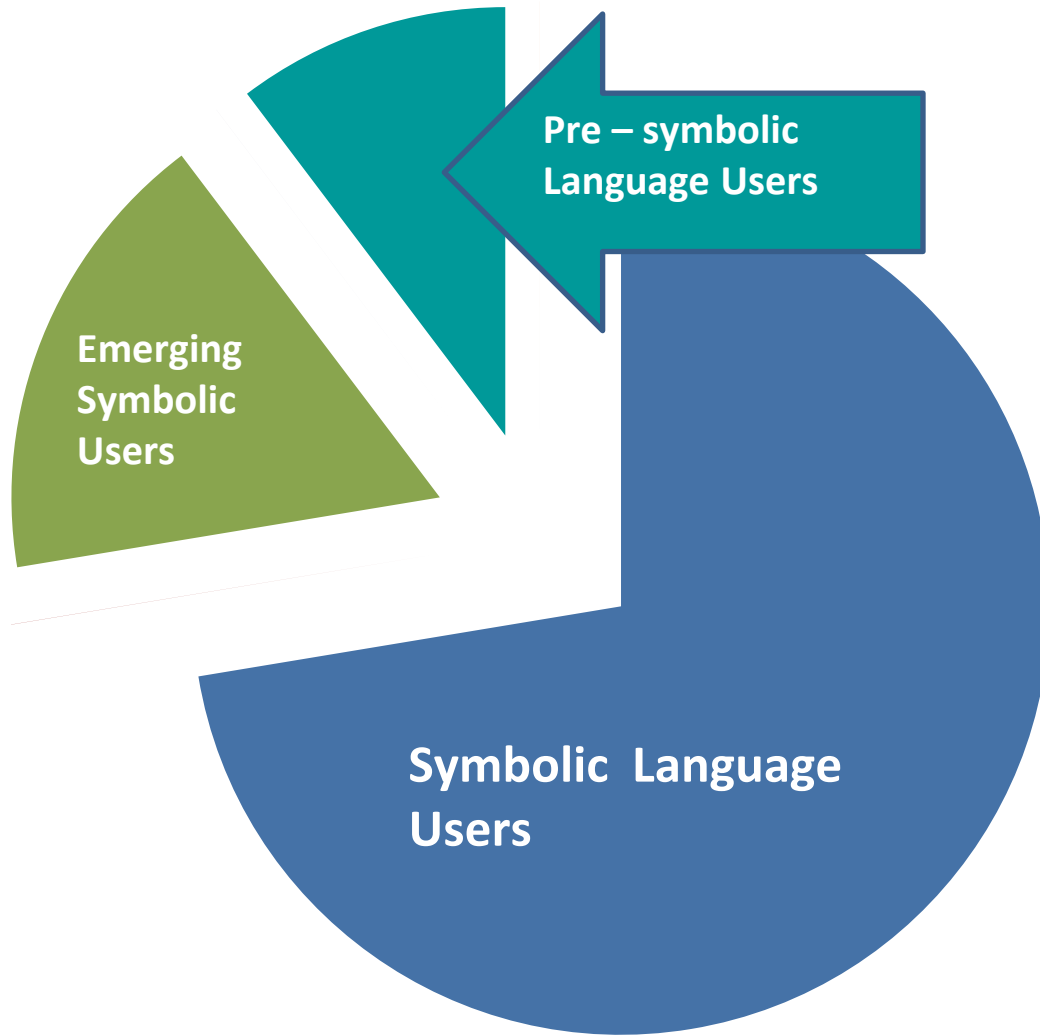 Pre – symbolic
Language Users
Emerging
Symbolic
Users
Symbolic  Language
Users